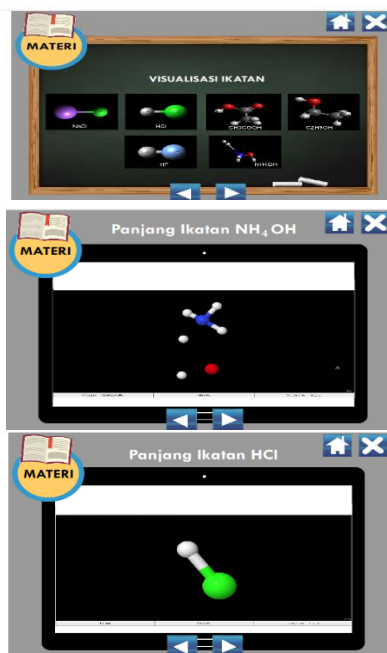 MATERI
VISUALISASI IKATAN
NaCl
HCl
CH3COOH
C2H5OH
HF
NH4OH
Panjang Ikatan NH₄OH
MATERI
Panjang Ikatan HCl
MATERI